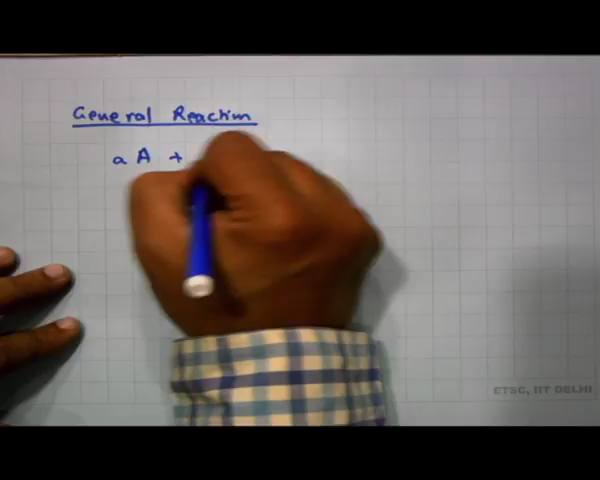 General Reaction
a A +
ETSC, IIT DELHI